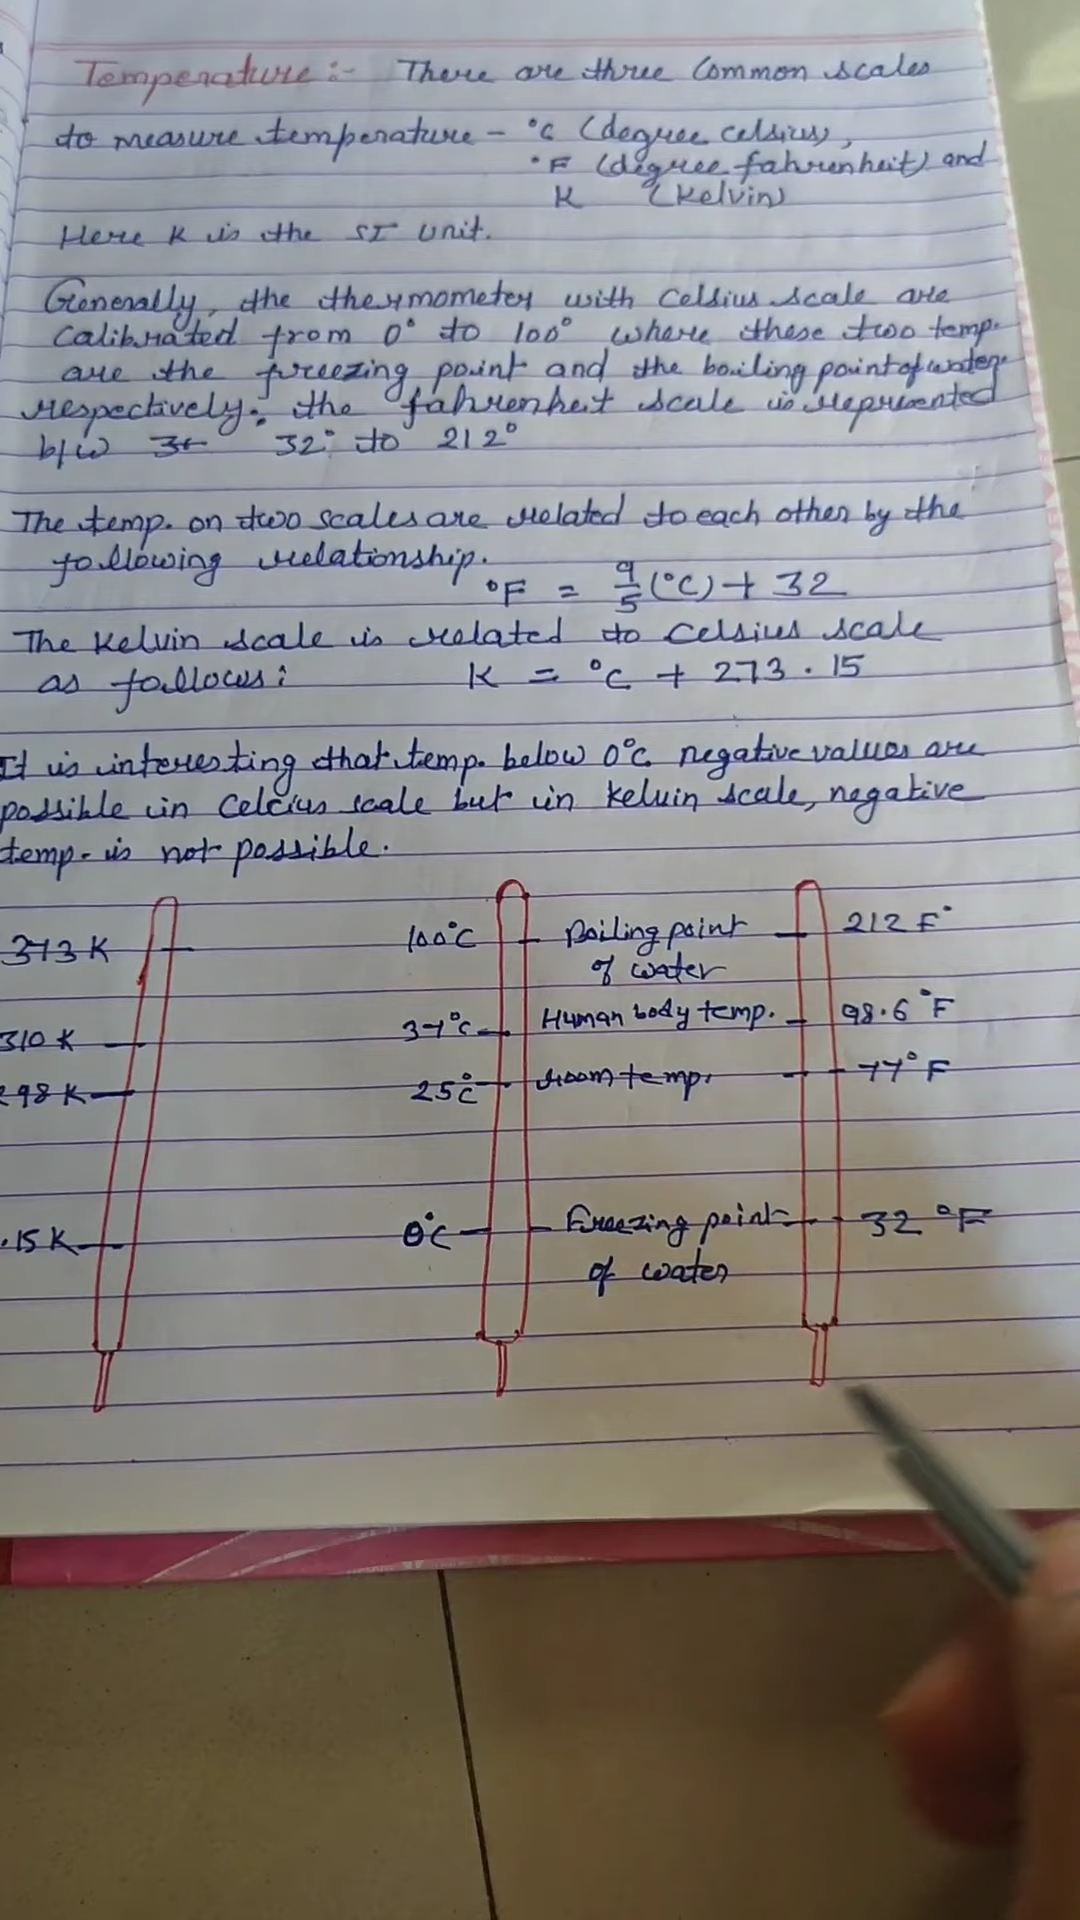 Temperature :- There are three Common scales
to measure temperature - °C (degree celsius),
°F (degree fahrenheit) and
K (Kelvin)
Here K is the SI unit.
Generally, the thermometer with Celsius scale are
Calibrated from 0° to 100° where these two temp.
are the freezing point and the boiling point of water
respectively. the fahrenheit scale is represented
b/w 32° to 212°
The temp. on two scales are related to each other by the
following relationship.
°F = 9/5 (°C) + 32
The Kelvin scale is related to Celsius scale
as follows: K = °C + 273.15
It is interesting that temp. below 0°C negative values are
possible in Celcius scale but in Kelvin scale, negative
temp. is not possible.
373 K 100°C Boiling point 212 F°
of water
310 K 37°C Human body temp. 98.6 °F
298 K 25°C room temp. 77°F
.15 K 0°C Freezing point 32 °F
of water